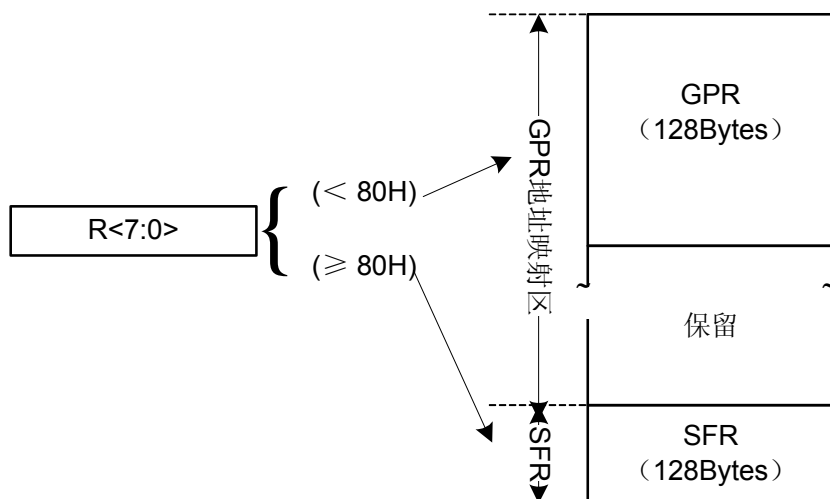 R<7:0>
(＜ 80H)
(≥ 80H)
GPR地址映射区
SFR
GPR
（128Bytes）
保留
SFR
（128Bytes）